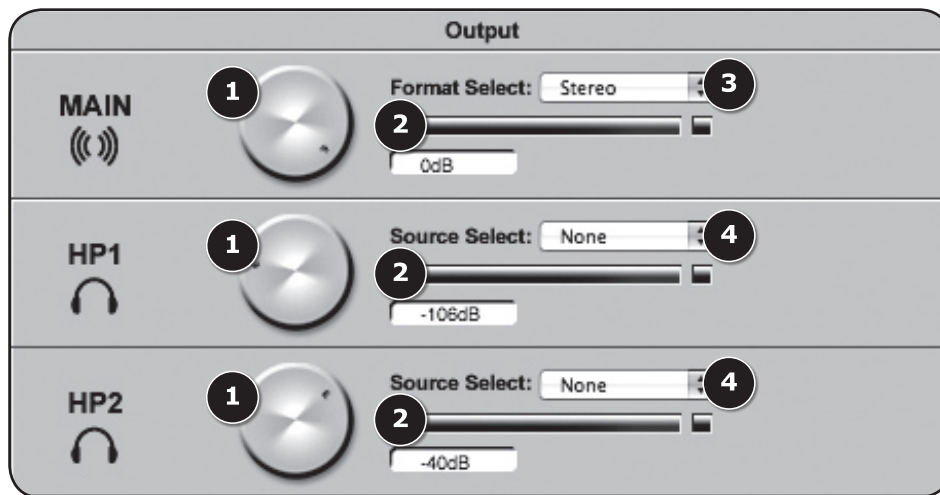 Output
MAIN
1
Format Select: Stereo 3
2
0dB
HP1
1
Source Select: None 4
2
-106dB
HP2
1
Source Select: None 4
2
-40dB